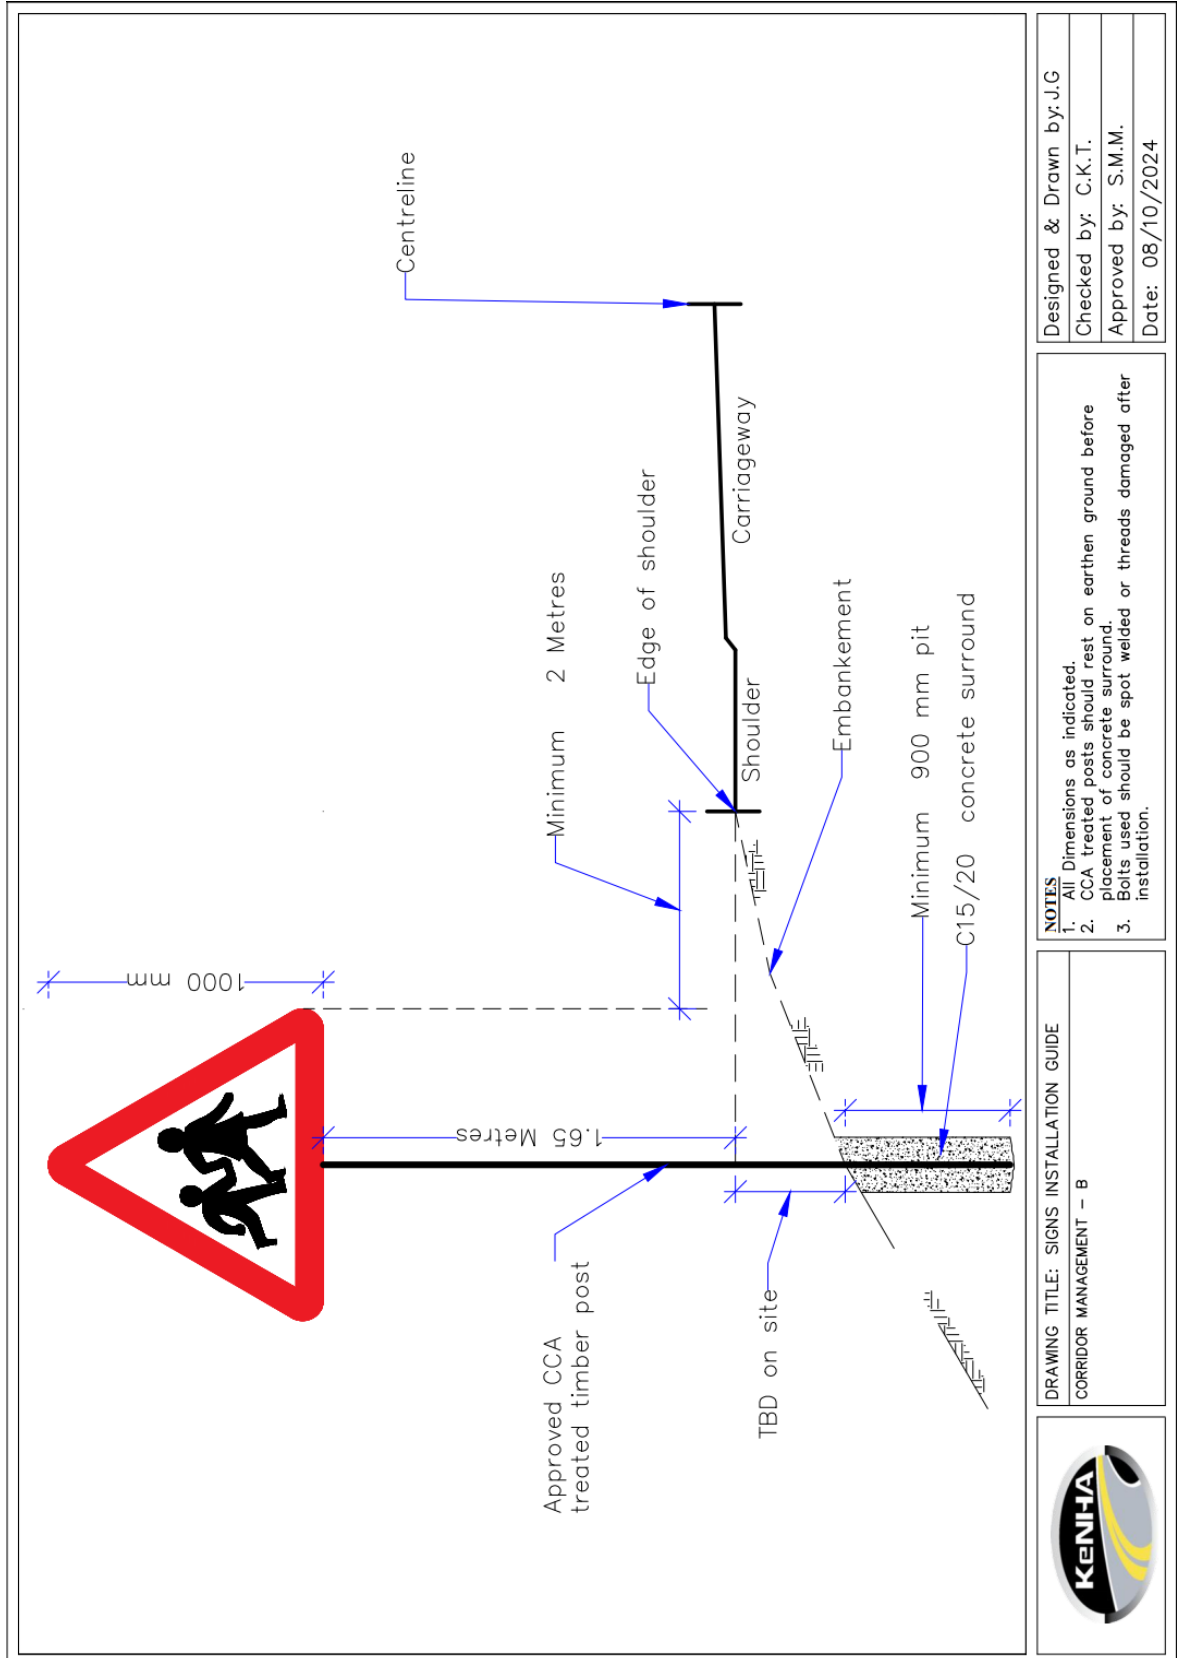 1000 mm
Centreline
Minimum 2 Metres
Edge of shoulder
Carriageway
Shoulder
1.65 Metres
Approved CCA
treated timber post
TBD on site
Embankement
Minimum 900 mm pit
C15/20 concrete surround
KeNHA
DRAWING TITLE: SIGNS INSTALLATION GUIDE
CORRIDOR MANAGEMENT - B
NOTES
1. All Dimensions as indicated.
2. CCA treated posts should rest on earthen ground before
placement of concrete surround.
3. Bolts used should be spot welded or threads damaged after
installation.
Designed & Drawn by: J.G
Checked by: C.K.T.
Approved by: S.M.M.
Date: 08/10/2024